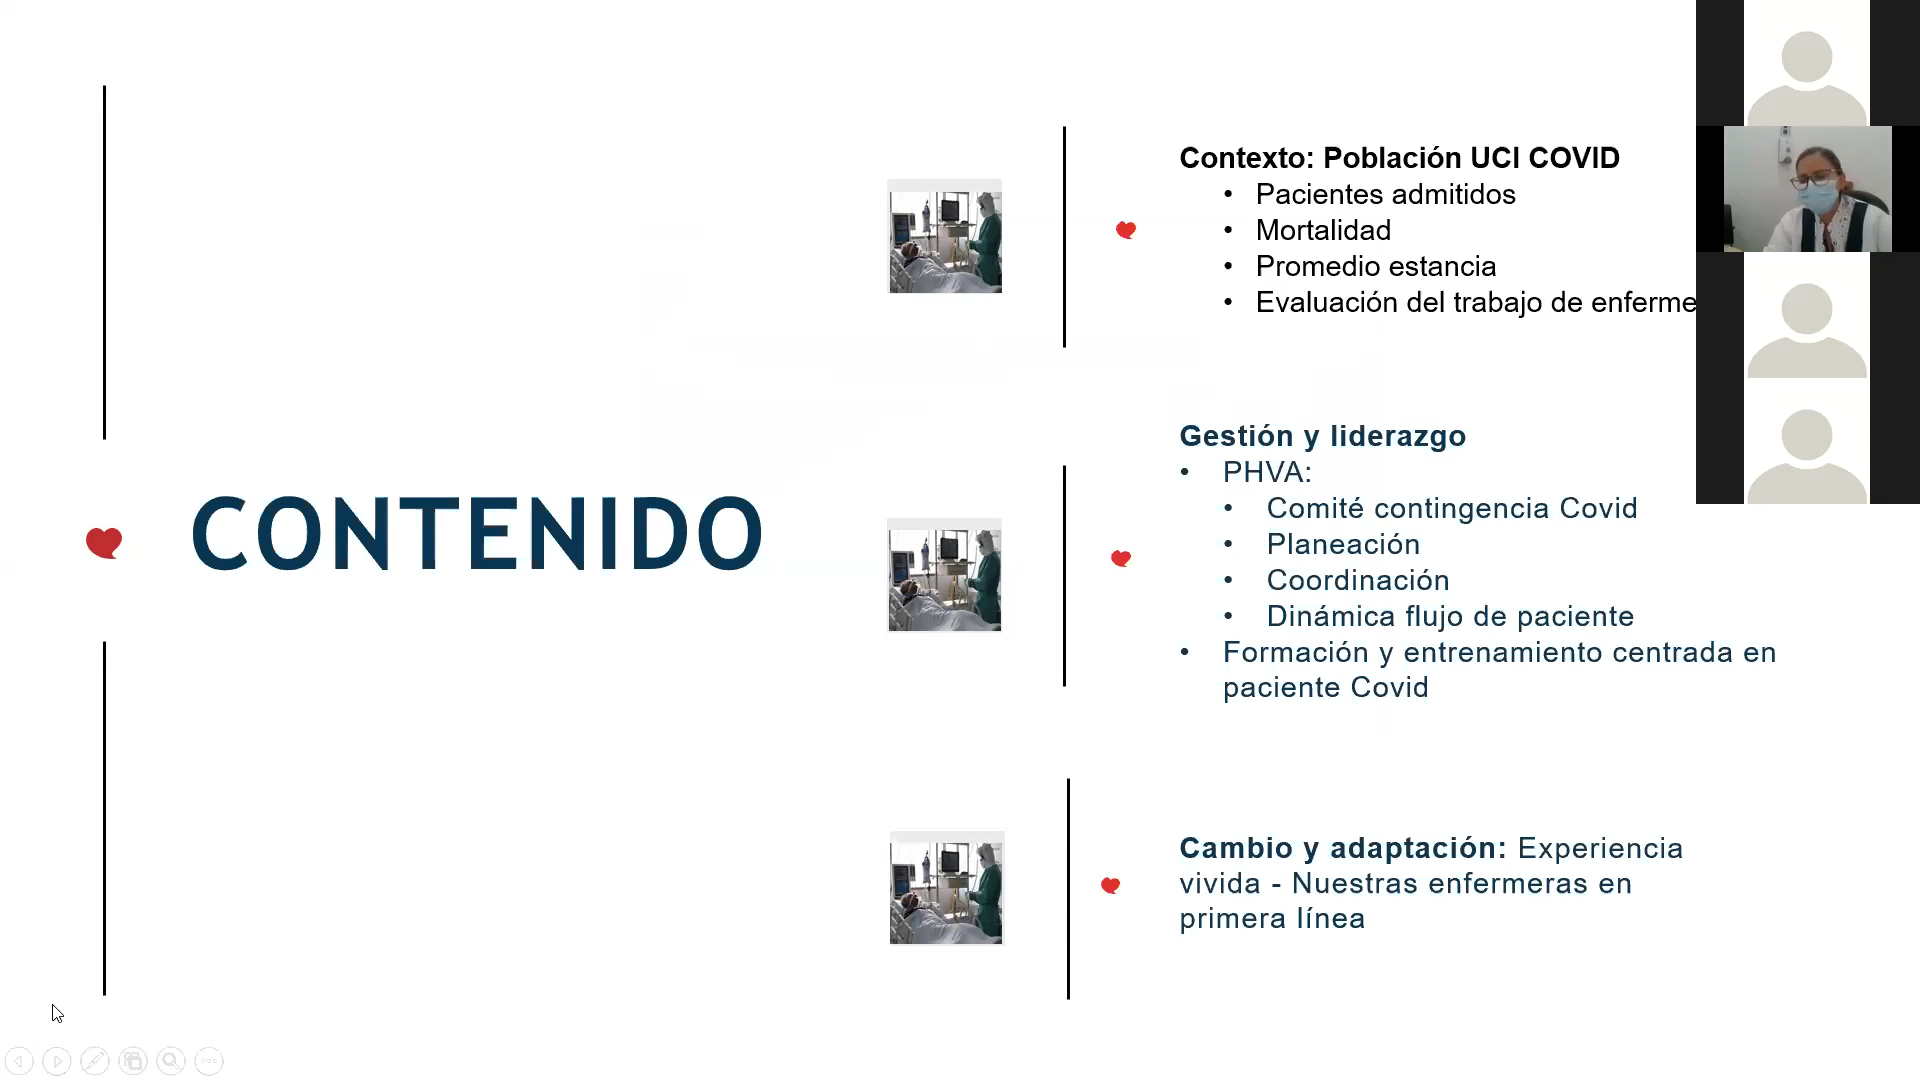 CONTENIDO
Contexto: Población UCI COVID
• Pacientes admitidos
• Mortalidad
• Promedio estancia
• Evaluación del trabajo de enferme
Gestión y liderazgo
• PHVA:
• Comité contingencia Covid
• Planeación
• Coordinación
• Dinámica flujo de paciente
• Formación y entrenamiento centrada en
paciente Covid
Cambio y adaptación: Experiencia
vivida - Nuestras enfermeras en
primera línea